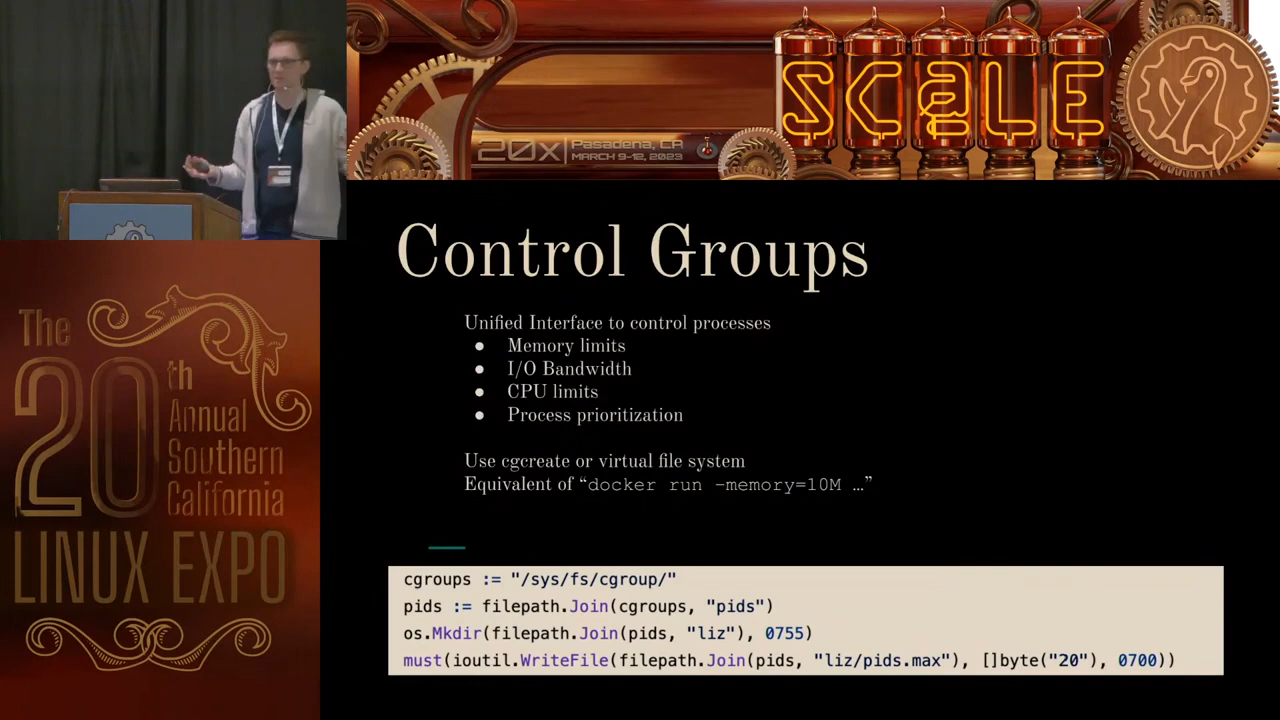 SCaLE
20x
Pasadena, CA
MARCH 9-12, 2023
The
20th
Annual
Southern
California
LINUX EXPO
Control Groups
Unified Interface to control processes
● Memory limits
● I/O Bandwidth
● CPU limits
● Process prioritization
Use cgcreate or virtual file system
Equivalent of “docker run -memory=10M …”
cgroups := "/sys/fs/cgroup/"
pids := filepath.Join(cgroups, "pids")
os.Mkdir(filepath.Join(pids, "liz"), 0755)
must(ioutil.WriteFile(filepath.Join(pids, "liz/pids.max"), []byte("20"), 0700))